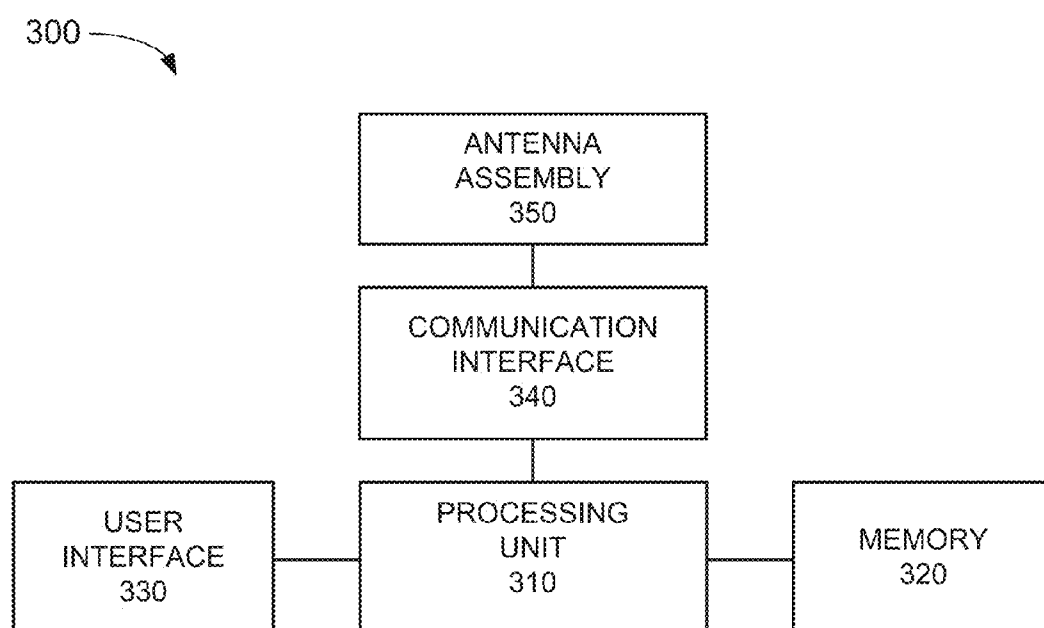 300
ANTENNA
ASSEMBLY
350
COMMUNICATION
INTERFACE
340
USER
INTERFACE
330
PROCESSING
UNIT
310
MEMORY
320